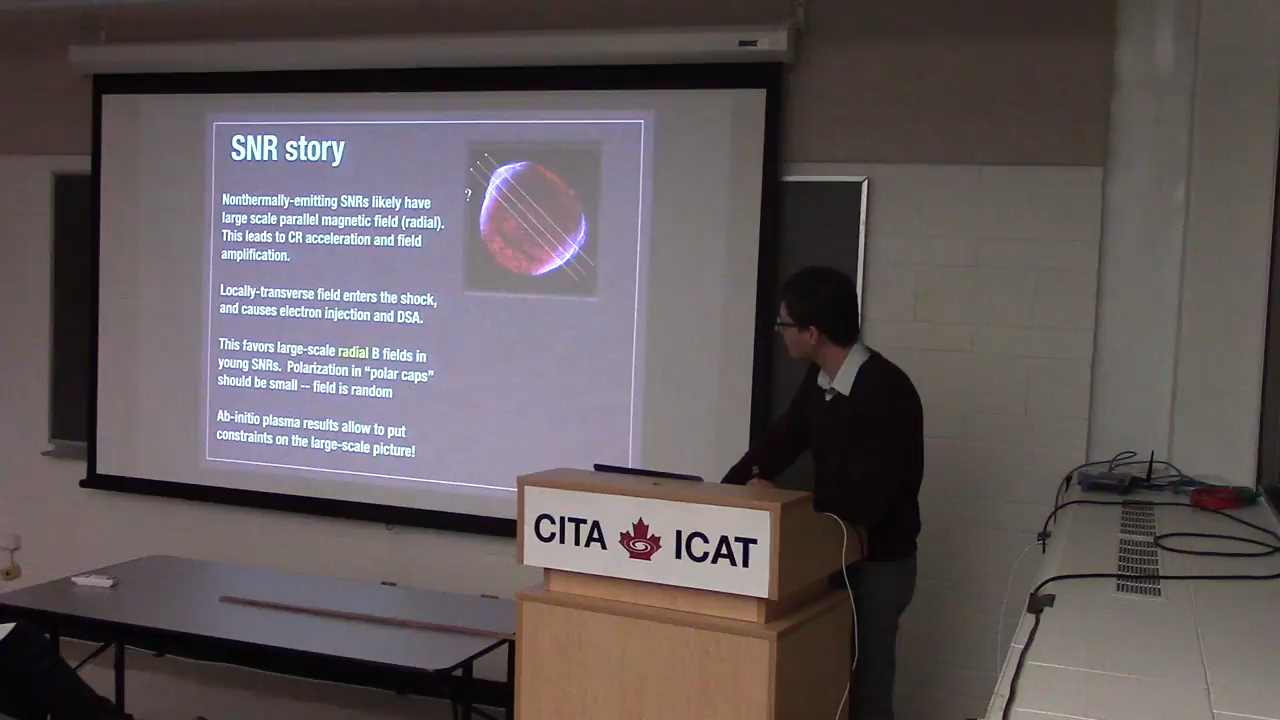 SNR story
Nonthermally-emitting SNRs likely have
large scale parallel magnetic field (radial).
This leads to CR acceleration and field
amplification.
?
Locally-transverse field enters the shock,
and causes electron injection and DSA.
This favors large-scale radial B fields in
young SNRs. Polarization in "polar caps"
should be small -- field is random
Ab-initio plasma results allow to put
constraints on the large-scale picture!
CITA ICAT